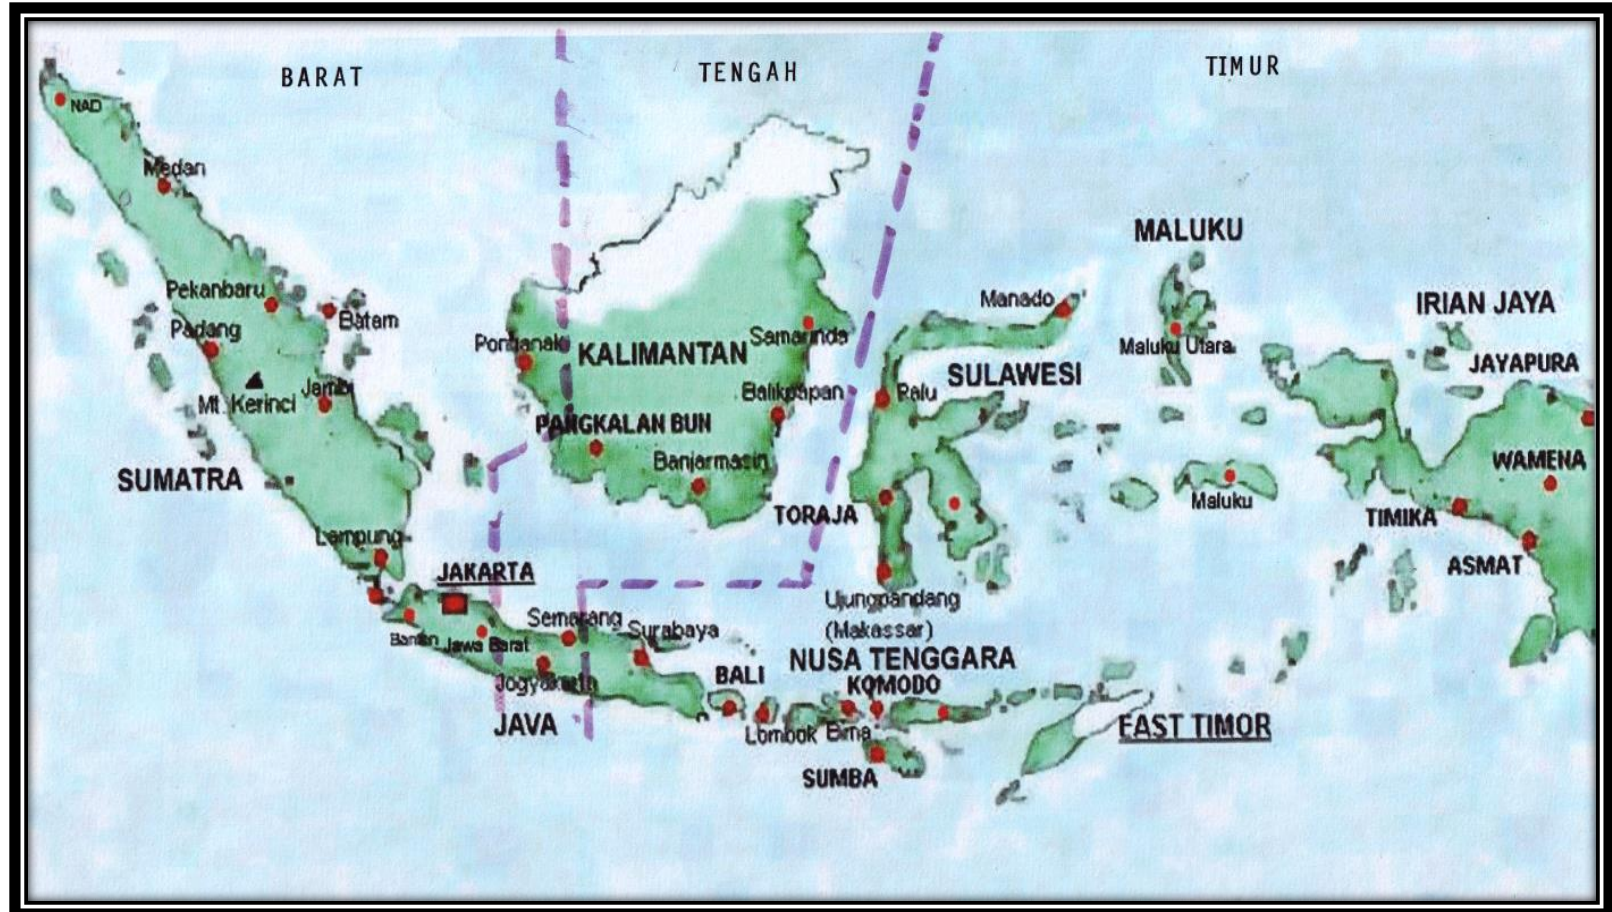 BARAT
TENGAH
TIMUR
NAD
Medan
MALUKU
Pekanbaru
Batam
Padang
Mt. Kerinci
Jambi
SUMATRA
Lampung
JAKARTA
Banten
Jawa Barat
Semarang
Surabaya
Jogyakarta
JAVA
Pontianak
KALIMANTAN
Samarinda
Balikpapan
PANGKALAN BUN
Banjarmasin
Manado
SULAWESI
Palu
TORAJA
Ujungpandang
(Makassar)
NUSA TENGGARA
KOMODO
BALI
Lombok
Bima
SUMBA
EAST TIMOR
Maluku Utara
Maluku
IRIAN JAYA
JAYAPURA
WAMENA
TIMIKA
ASMAT